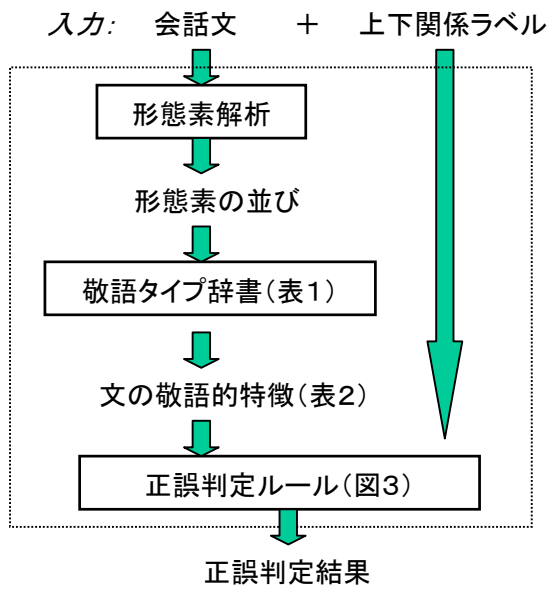 入力: 会話文 ＋ 上下関係ラベル
形態素解析
形態素の並び
敬語タイプ辞書(表１)
文の敬語的特徴(表２)
正誤判定ルール(図３)
正誤判定結果